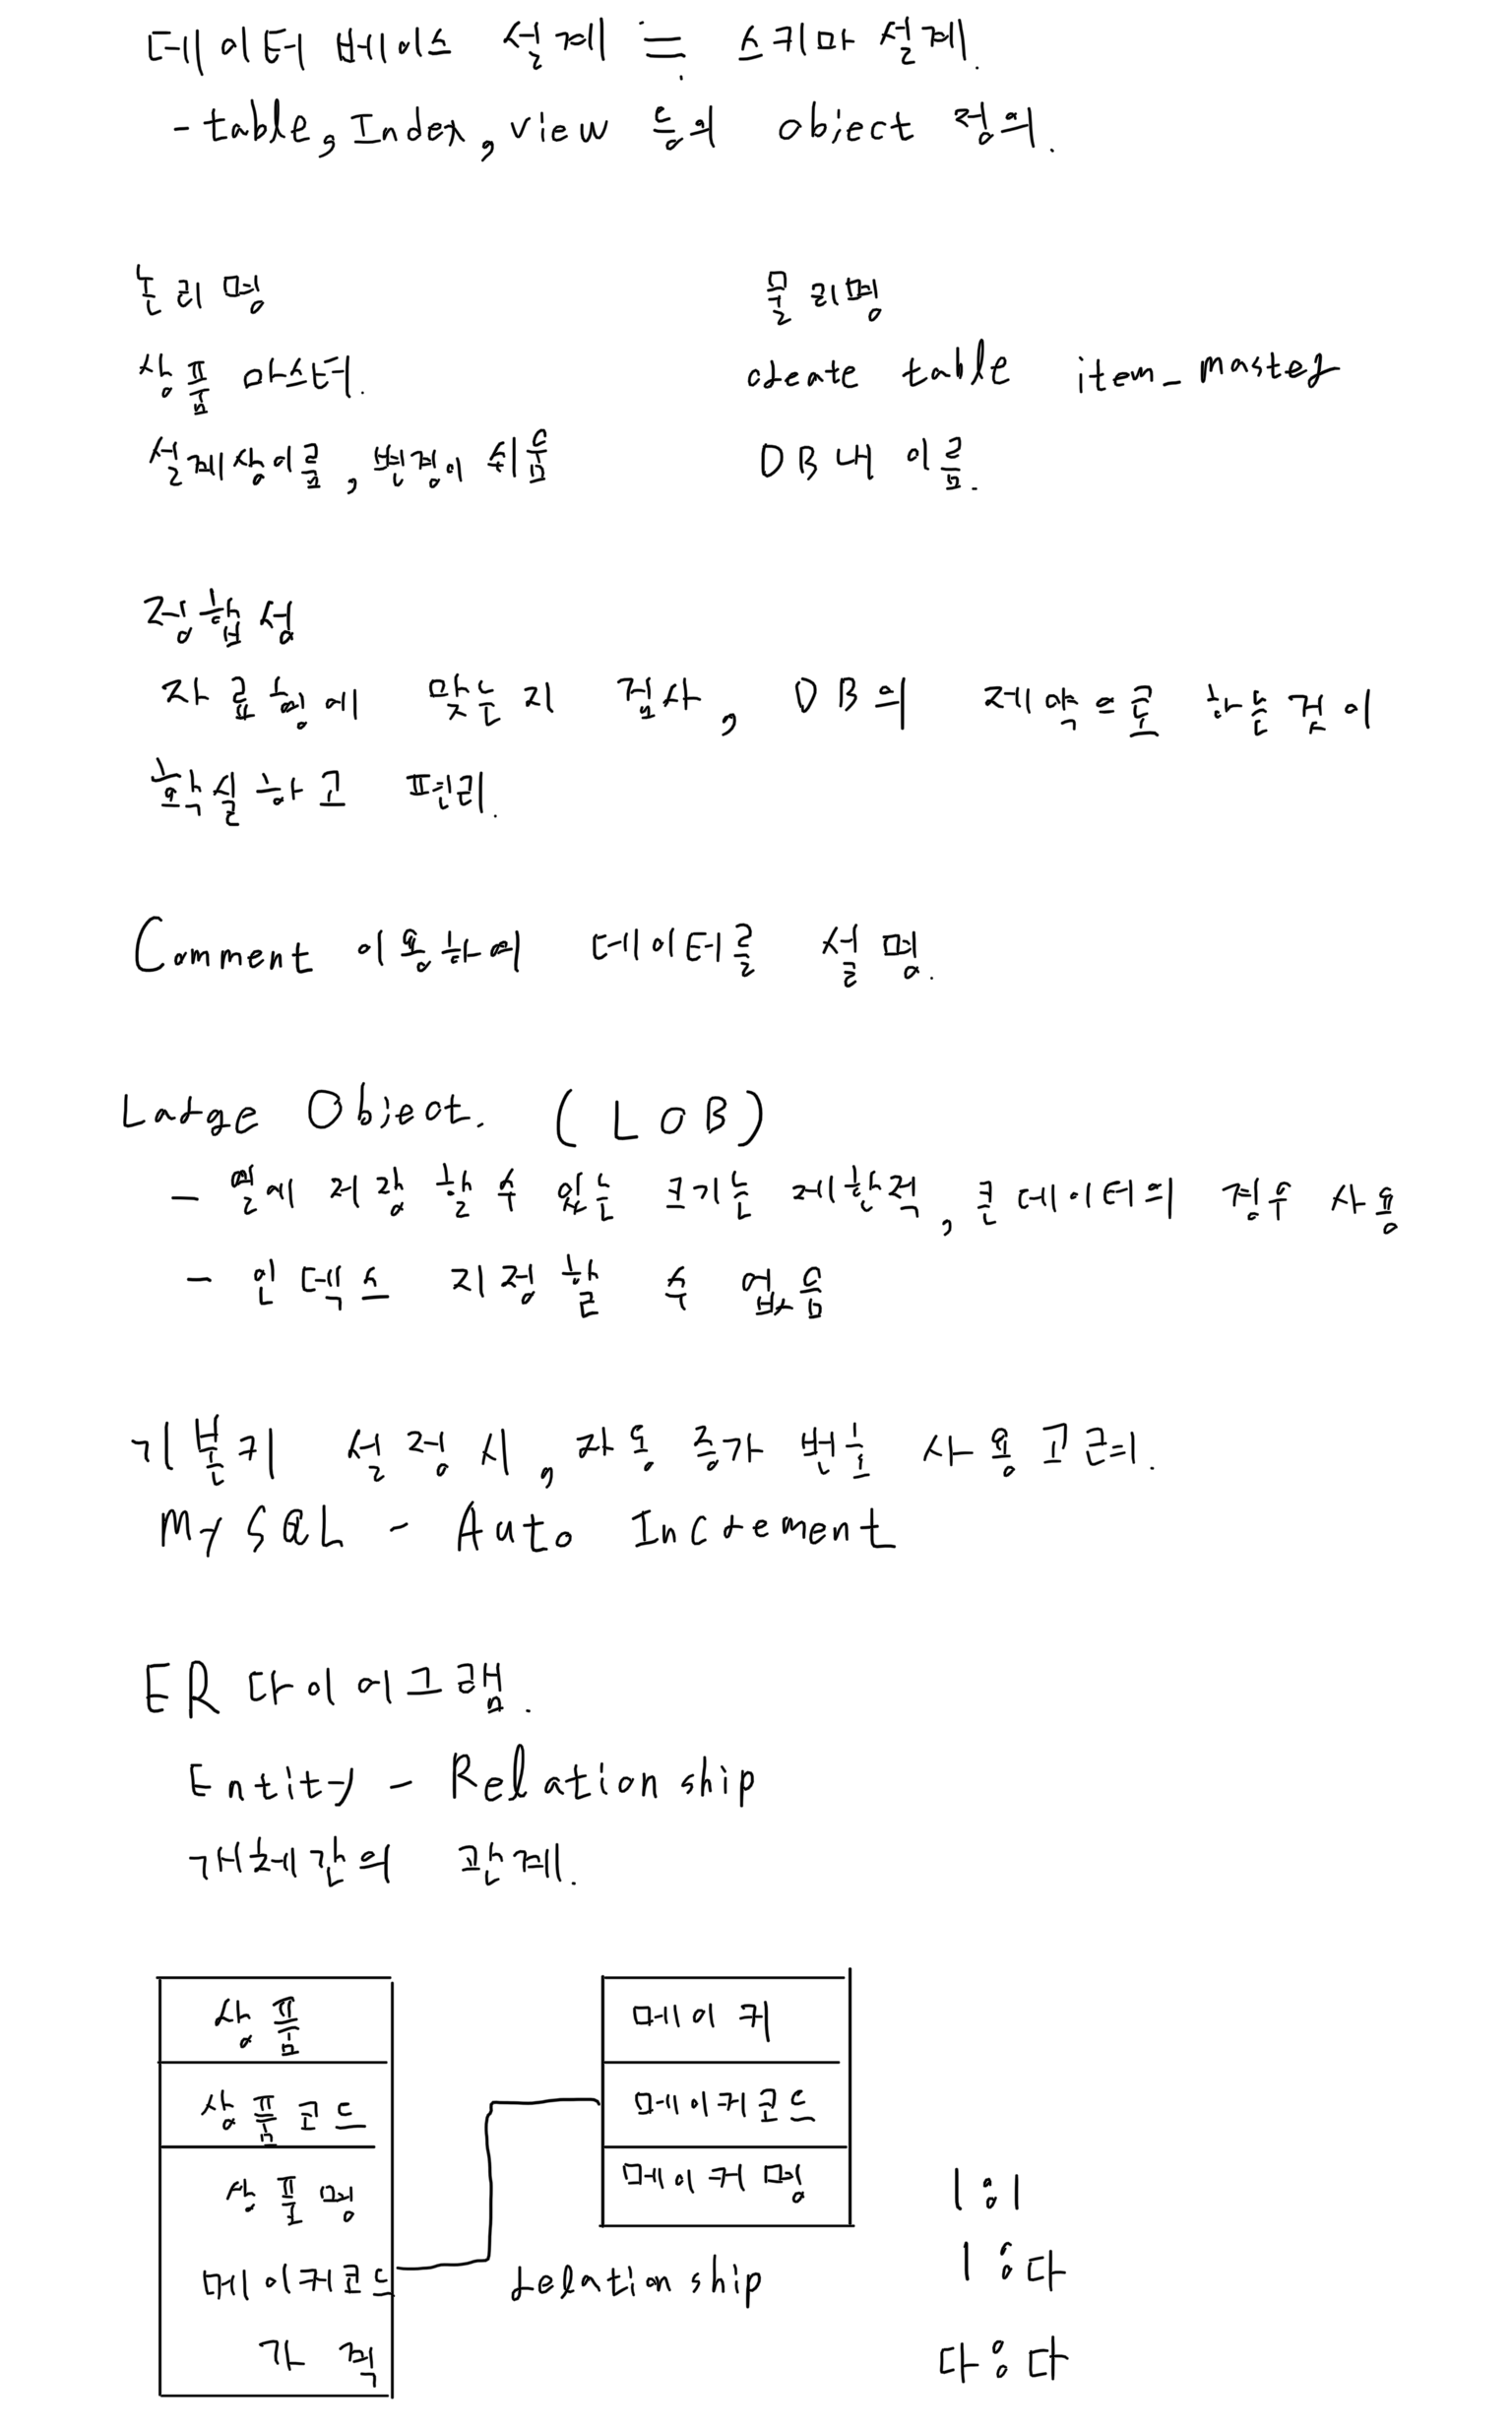 데이터 베이스 설계 ≒ 스키마 설계.
- table, Index, view 등의 object 정의.
논리명
물리명
상품 마스터.
create table item_master
설계상이름, 변경이 쉬움
DB내 이름.
정합성
자료형에 맞는지 검사, DB의 제약으로 하는것이
확실하고 편리.
Comment 이용하여 데이터를 설명.
Large Object. (LOB)
- 열에 저장 할 수 있는 크기는 제한적, 큰데이터의 경우 사용
- 인덱스 지정할 수 없음
기본키 설정시, 자동 증가 번호 사용고려.
MySQL - Auto Increment
ER 다이어그램.
Entity - Relationship
개체간의 관계.
상품
상품코드
상품명
메이커코드
가격
메이커
메이커코드
메이커명
relationship
1:1
1:다
다:다